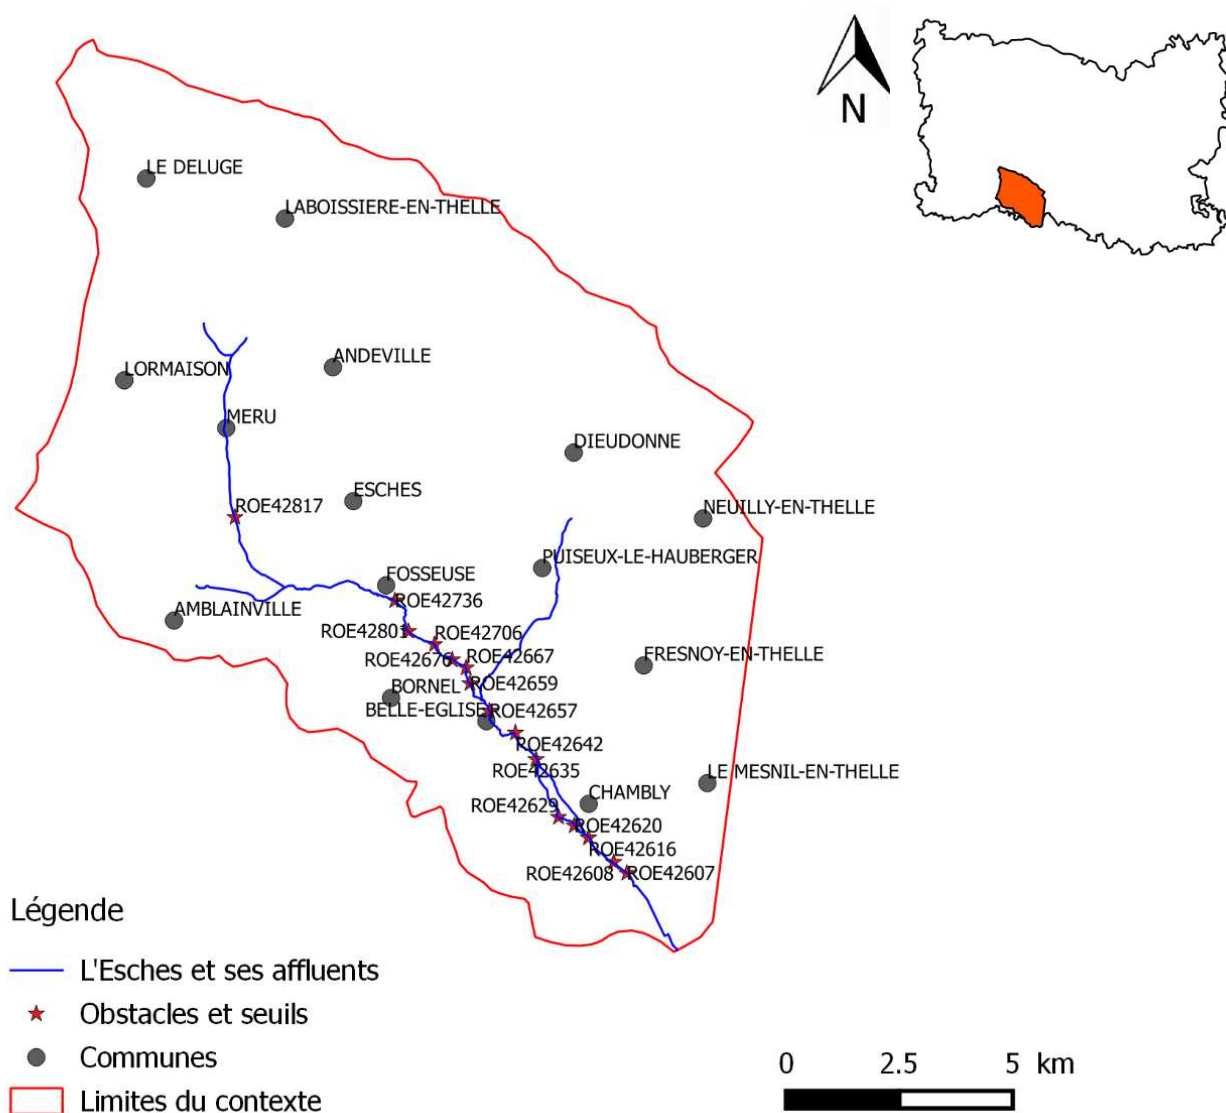 N
LE DELUGE
LABOISSIERE-EN-THELLE
ANDEVILLE
LORMAISON
MERU
DIEUDONNE
ESCHES
ROE42817
NEUILLY-EN-THELLE
PUISEUX-LE-HAUBERGER
FOSSEUSE
ROE42736
AMBLAINVILLE
ROE42801
ROE42706
ROE42676
ROE42667
FRESNOY-EN-THELLE
BORNEL
ROE42659
BELLE-EGLISE
ROE42657
ROE42642
ROE42635
LE MESNIL-EN-THELLE
CHAMBLY
ROE42629
ROE42620
ROE42616
ROE42608
ROE42607
Légende
L'Esches et ses affluents
Obstacles et seuils
Communes
Limites du contexte
0 2.5 5 km